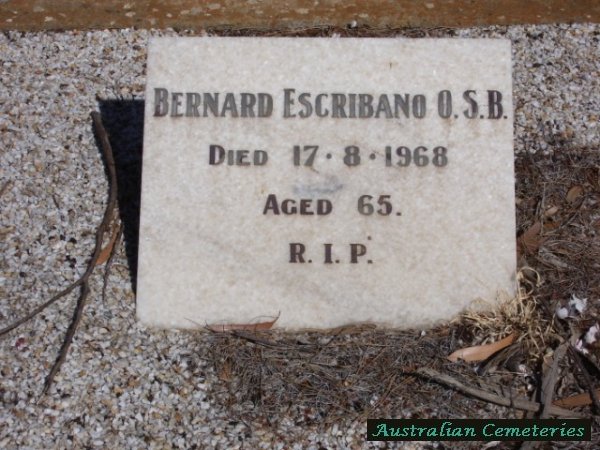 BERNARD ESCRIBANO O.S.B.
DIED 17·8·1968
AGED 65.
R.I.P.
Australian Cemeteries